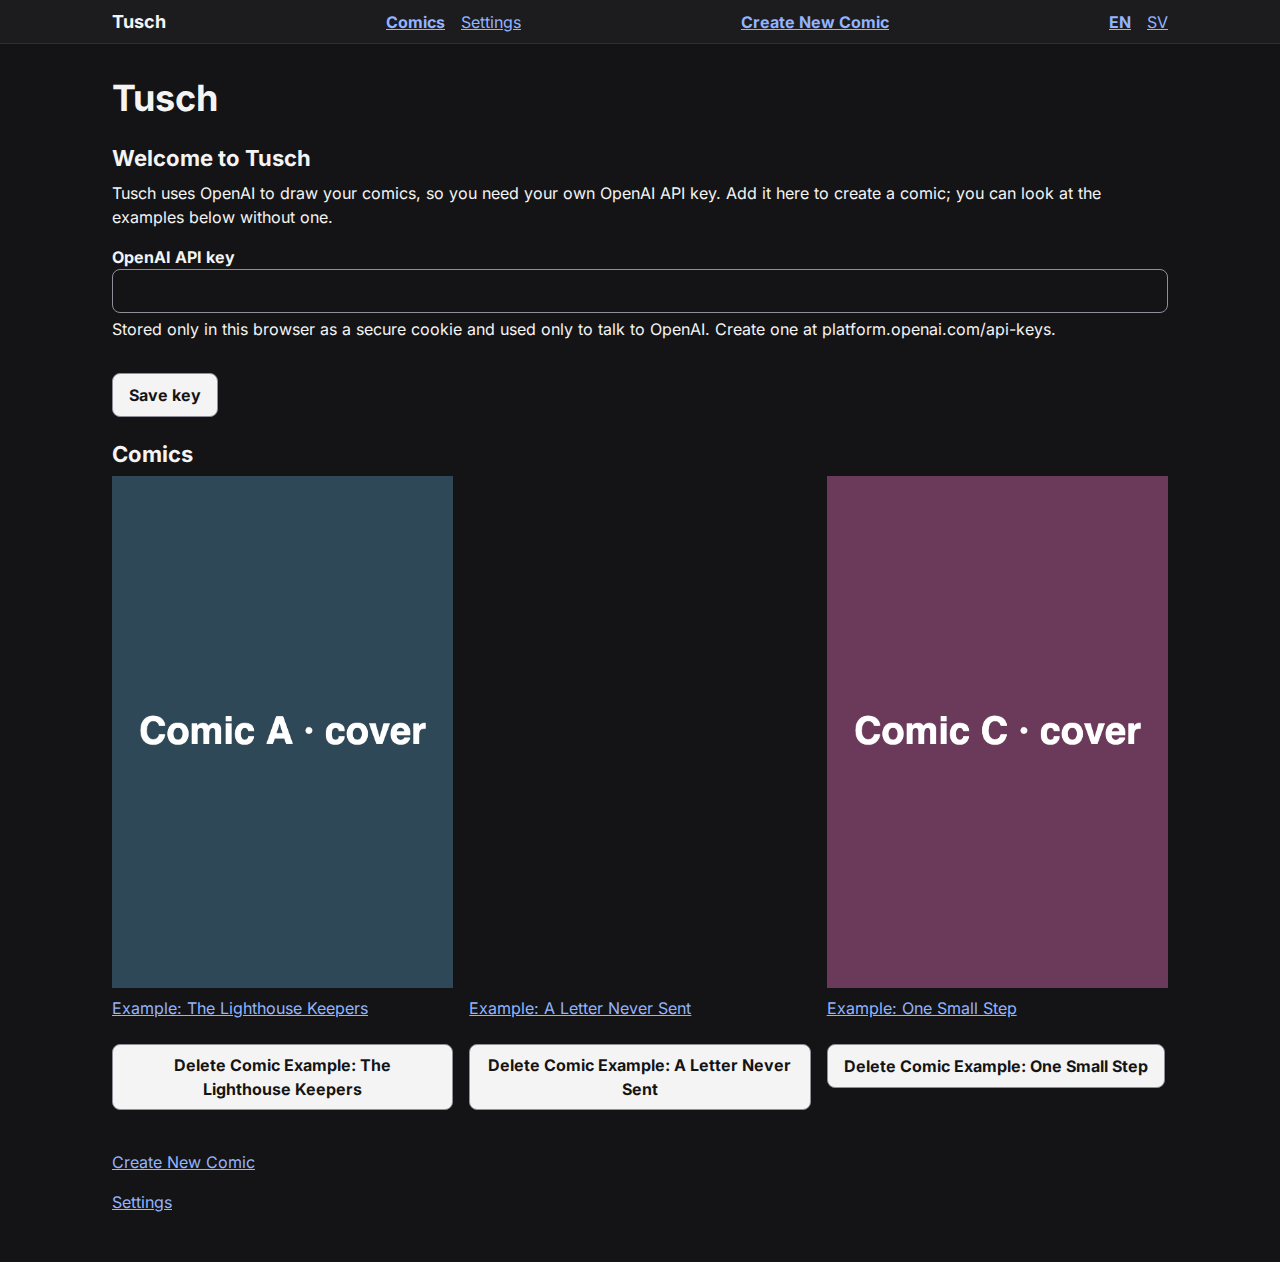 Tusch
Comics Settings
Create New Comic
EN SV
Tusch
Welcome to Tusch
Tusch uses OpenAI to draw your comics, so you need your own OpenAI API key. Add it here to create a comic; you can look at the
examples below without one.
OpenAI API key
Stored only in this browser as a secure cookie and used only to talk to OpenAI. Create one at platform.openai.com/api-keys.
Save key
Comics
Comic A · cover
Comic C · cover
Example: The Lighthouse Keepers
Example: A Letter Never Sent
Example: One Small Step
Delete Comic Example: The
Lighthouse Keepers
Delete Comic Example: A Letter Never
Sent
Delete Comic Example: One Small Step
Create New Comic
Settings